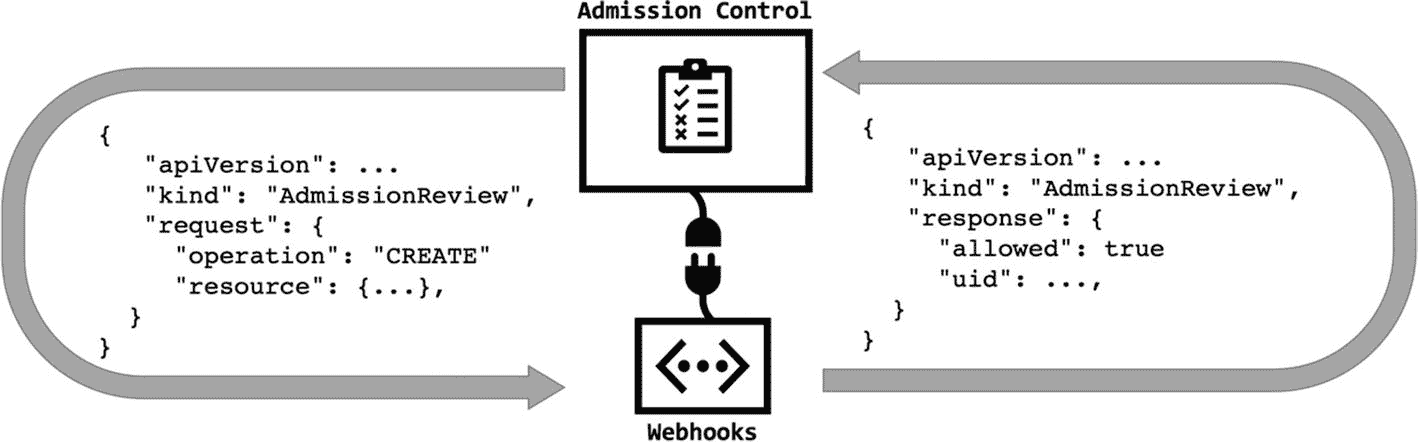 Admission Control
{
"apiVersion": ...
"kind": "AdmissionReview",
"request": {
"operation": "CREATE"
"resource": {...},
}
}
{
"apiVersion": ...
"kind": "AdmissionReview",
"response": {
"allowed": true
"uid": ...,
}
}
Webhooks